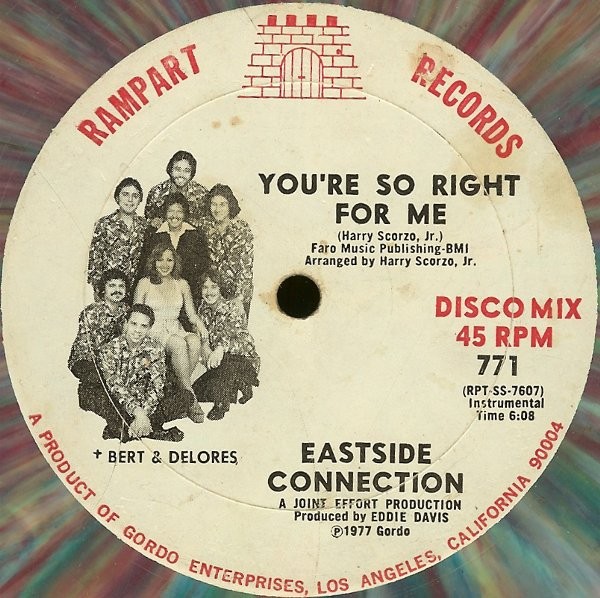 RAMPART RECORDS
YOU'RE SO RIGHT
FOR ME
(Harry Scorzo, Jr.)
Faro Music Publishing-BMI
Arranged by Harry Scorzo, Jr.
DISCO MIX
45 RPM
771
(RPT-SS-7607)
Instrumental
Time 6:08
+ BERT & DELORES
EASTSIDE
CONNECTION
A JOINT EFFORT PRODUCTION
Produced by EDDIE DAVIS
Ⓟ1977 Gordo
A PRODUCT OF GORDO ENTERPRISES, LOS ANGELES, CALIFORNIA 90004